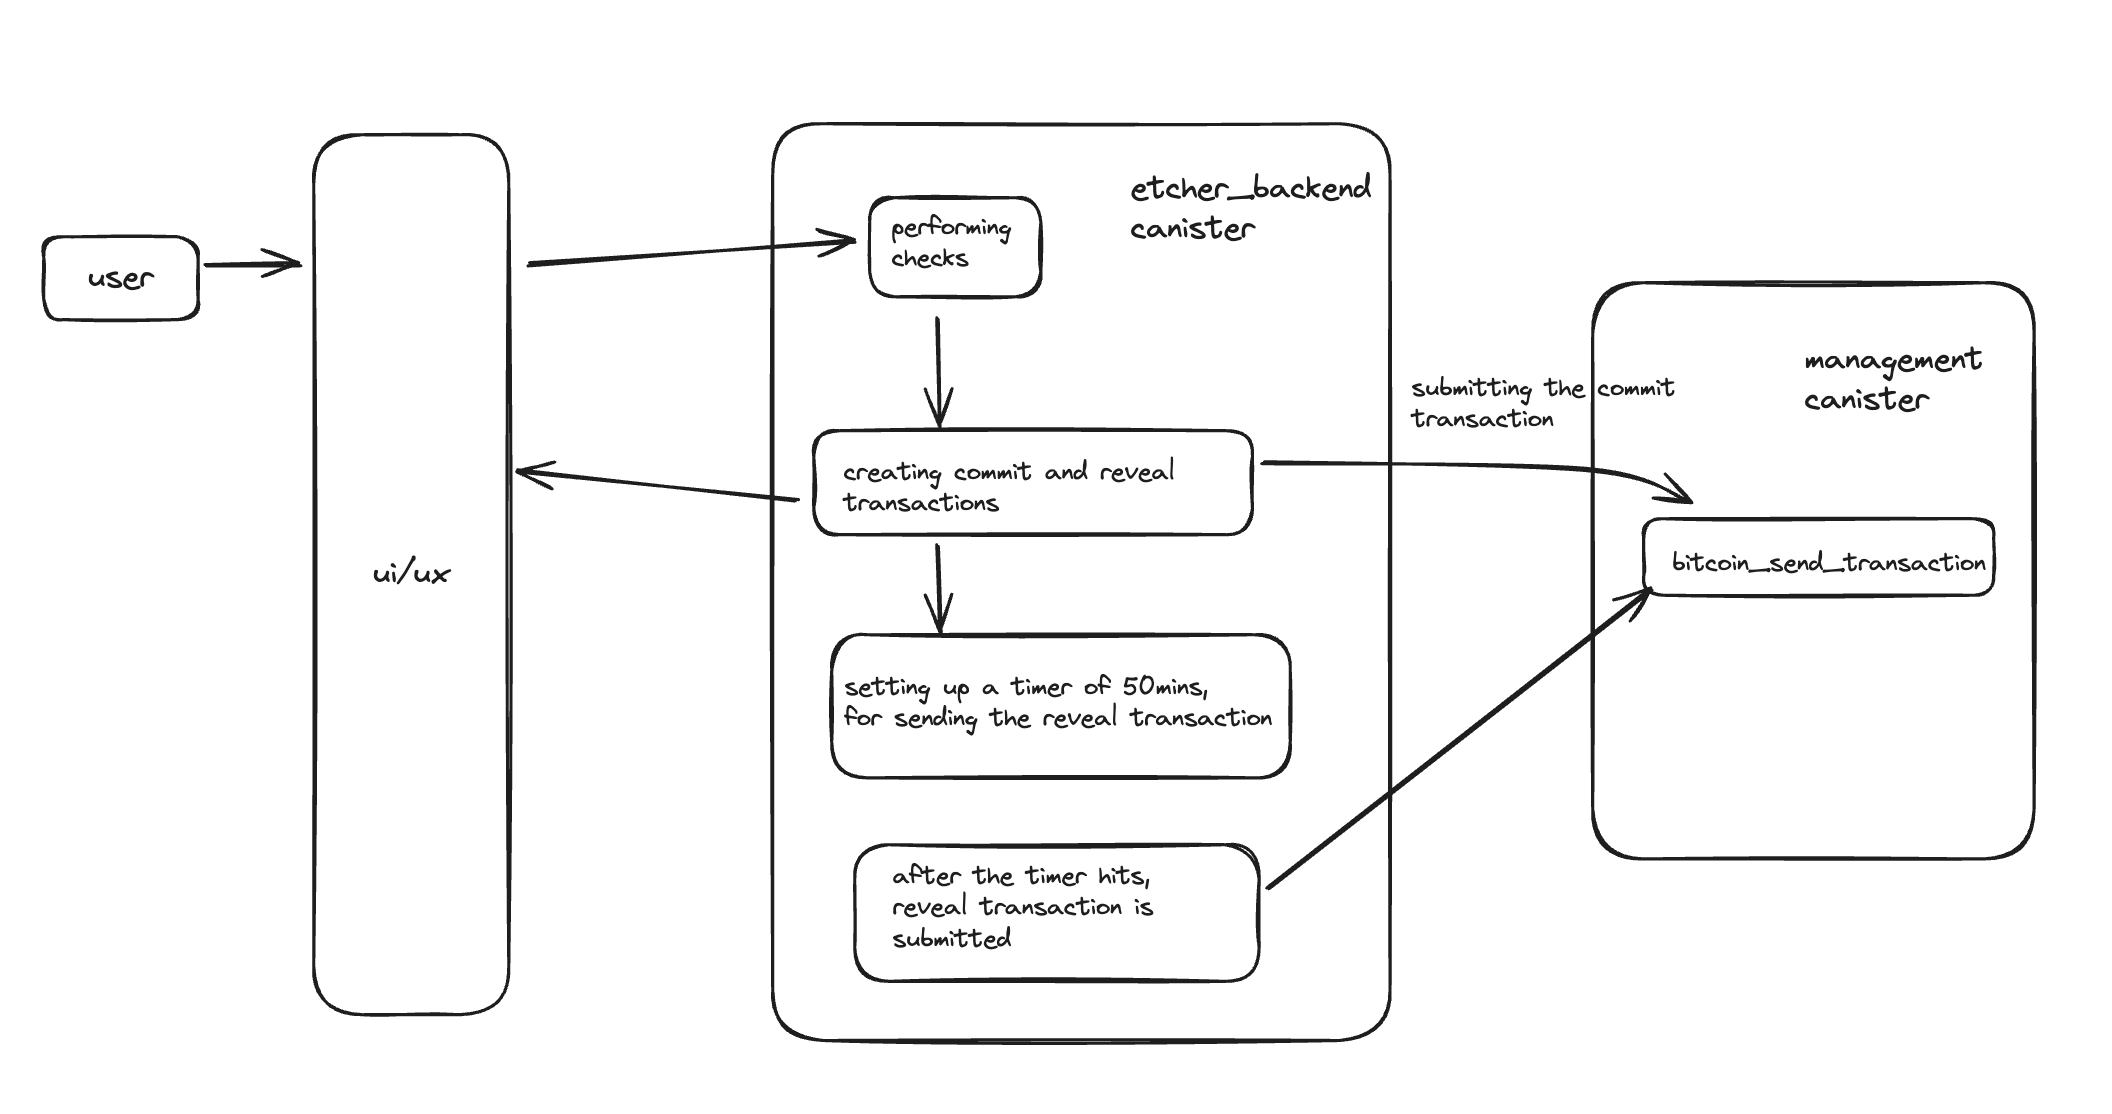 user
ui/ux
etcher_backend
canister
performing
checks
creating commit and reveal
transactions
setting up a timer of 50mins,
for sending the reveal transaction
after the timer hits,
reveal transaction is
submitted
submitting the commit
transaction
management
canister
bitcoin_send_transaction